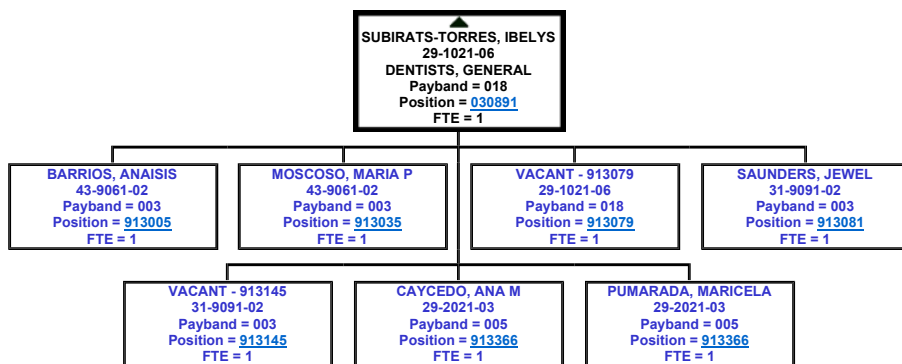 SUBIRATS-TORRES, IBELYS
29-1021-06
DENTISTS, GENERAL
Payband = 018
Position = 030891
FTE = 1
BARRIOS, ANAISIS
43-9061-02
Payband = 003
Position = 913005
FTE = 1
MOSCOSO, MARIA P
43-9061-02
Payband = 003
Position = 913035
FTE = 1
VACANT - 913079
29-1021-06
Payband = 018
Position = 913079
FTE = 1
SAUNDERS, JEWEL
31-9091-02
Payband = 003
Position = 913081
FTE = 1
VACANT - 913145
31-9091-02
Payband = 003
Position = 913145
FTE = 1
CAYCEDO, ANA M
29-2021-03
Payband = 005
Position = 913366
FTE = 1
PUMARADA, MARICELA
29-2021-03
Payband = 005
Position = 913366
FTE = 1